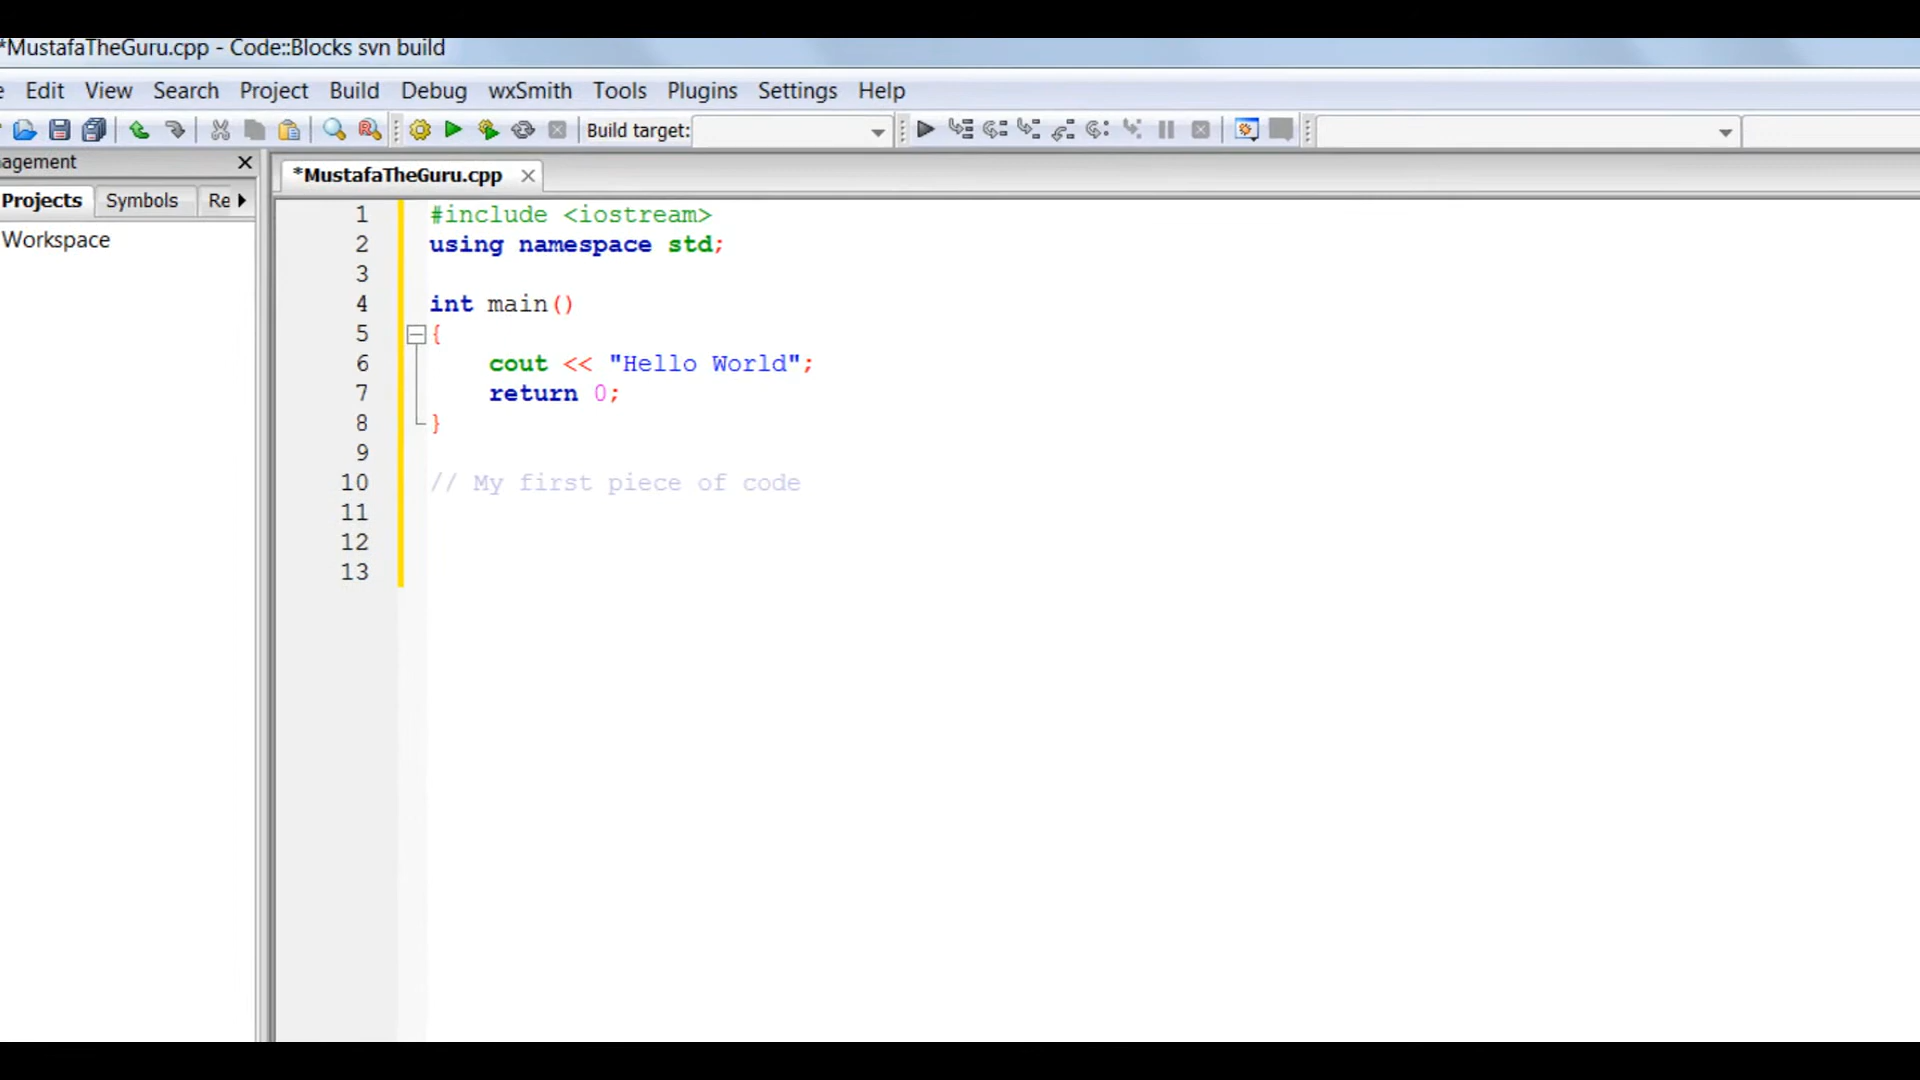 *MustafaTheGuru.cpp - Code::Blocks svn build
Edit View Search Project Build Debug wxSmith Tools Plugins Settings Help
Build target:
agement
Projects Symbols Re
Workspace
*MustafaTheGuru.cpp
1 #include <iostream>
2 using namespace std;
3
4 int main()
5 {
6 cout << "Hello World";
7 return 0;
8 }
9
10 // My first piece of code
11
12
13